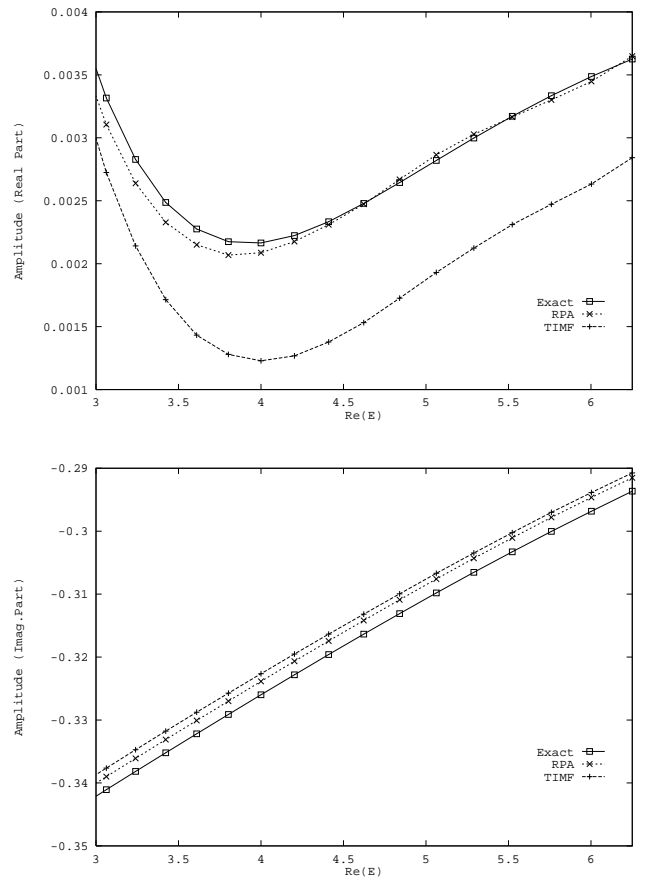 0.004
0.0035
0.003
0.0025
0.002
0.0015
0.001
Amplitude (Real Part)
Exact
RPA
TIMF
3 3.5 4 4.5 5 5.5 6
Re(E)
-0.29
-0.3
-0.31
-0.32
-0.33
-0.34
-0.35
Amplitude (Imag.Part)
Exact
RPA
TIMF
3 3.5 4 4.5 5 5.5 6
Re(E)